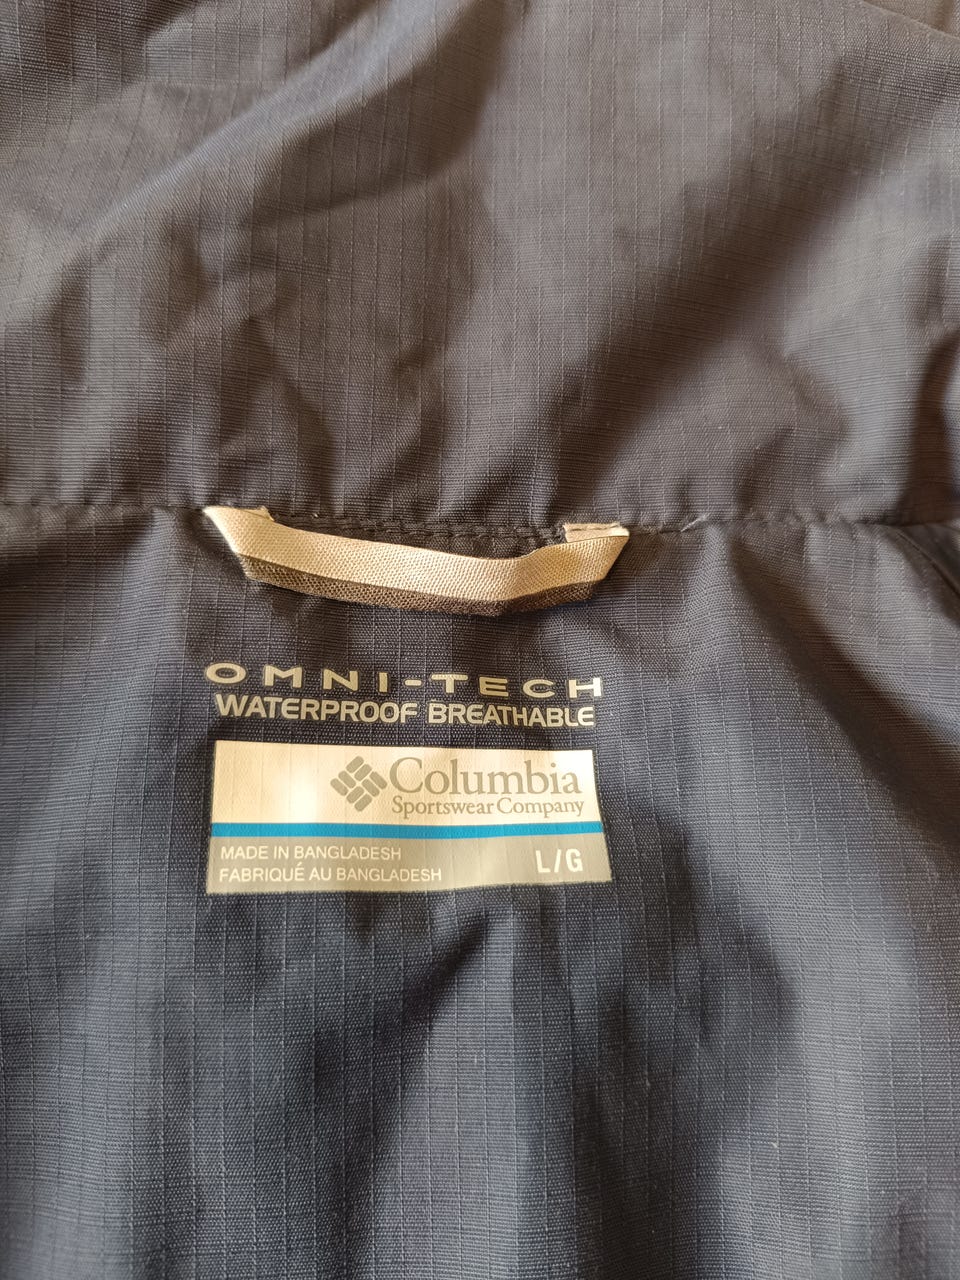 OMNI-TECH
WATERPROOF BREATHABLE
Columbia
Sportswear Company
MADE IN BANGLADESH
FABRIQUÉ AU BANGLADESH
L/G